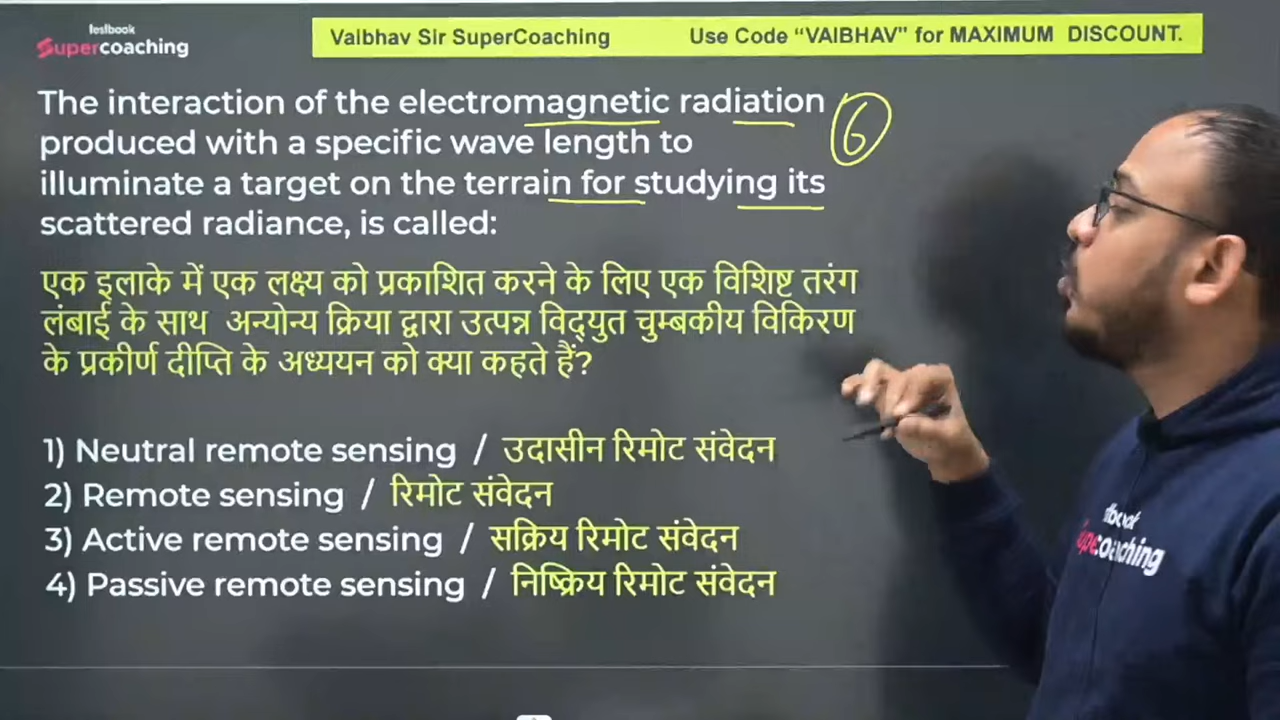 testbook
Supercoaching
Vaibhav Sir SuperCoaching Use Code “VAIBHAV” for MAXIMUM DISCOUNT.
The interaction of the electromagnetic radiation
produced with a specific wave length to
illuminate a target on the terrain for studying its
scattered radiance, is called:
6
एक इलाके में एक लक्ष्य को प्रकाशित करने के लिए एक विशिष्ट तरंग
लंबाई के साथ अन्योन्य क्रिया द्वारा उत्पन्न विद्युत चुम्बकीय विकिरण
के प्रकीर्ण दीप्ति के अध्ययन को क्या कहते हैं?
1) Neutral remote sensing / उदासीन रिमोट संवेदन
2) Remote sensing / रिमोट संवेदन
3) Active remote sensing / सक्रिय रिमोट संवेदन
4) Passive remote sensing / निष्क्रिय रिमोट संवेदन